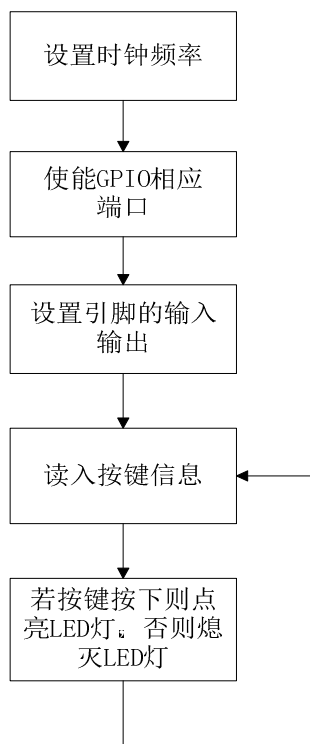 设置时钟频率
使能GPIO相应
端口
设置引脚的输入
输出
读入按键信息
若按键按下则点
亮LED灯，否则熄
灭LED灯